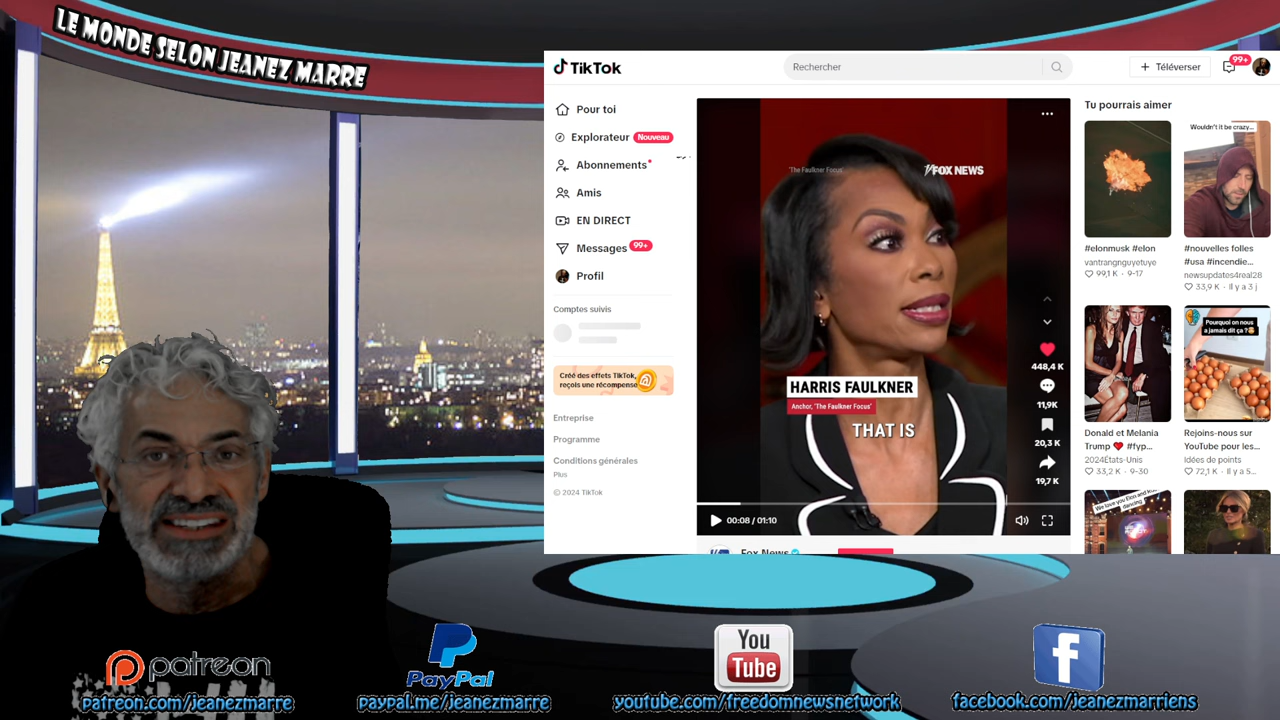 LE MONDE SELON JEANEZ MARRE
TikTok
Rechercher
Téléverser
99+
Pour toi
Explorateur Nouveau
Abonnements
Amis
EN DIRECT
Messages 99+
Profil
Comptes suivis
Créé des effets TikTok,
reçois une récompense
Entreprise
Programme
Conditions générales
Plus
© 2024 TikTok
'The Faulkner Focus'
FOX NEWS
HARRIS FAULKNER
Anchor, 'The Faulkner Focus'
THAT IS
448,4 K
11,9K
20,3 K
19,7 K
00:08 / 01:10
Fox News
Tu pourrais aimer
#elonmusk #elon
vantrangnguyetuye
99,1 K · 9-17
Wouldn't it be crazy...
#nouvelles folies
#usa #incendie...
newsupdates4real28
33,9 K · Il y a 3 j
Donald et Melania
Trump ❤ #fyp...
2024États-Unis
33,2 K · 9-30
Pourquoi on nous
a jamais dit ça ?
Rejoins-nous sur
YouTube pour les...
Idées de points
72,1 K · Il y a 5...
patreon
patreon.com/jeanezmarre
PayPal
paypal.me/jeanezmarre
You
Tube
youtube.com/freedomnewsnetwork
f
facebook.com/jeanezmarriens